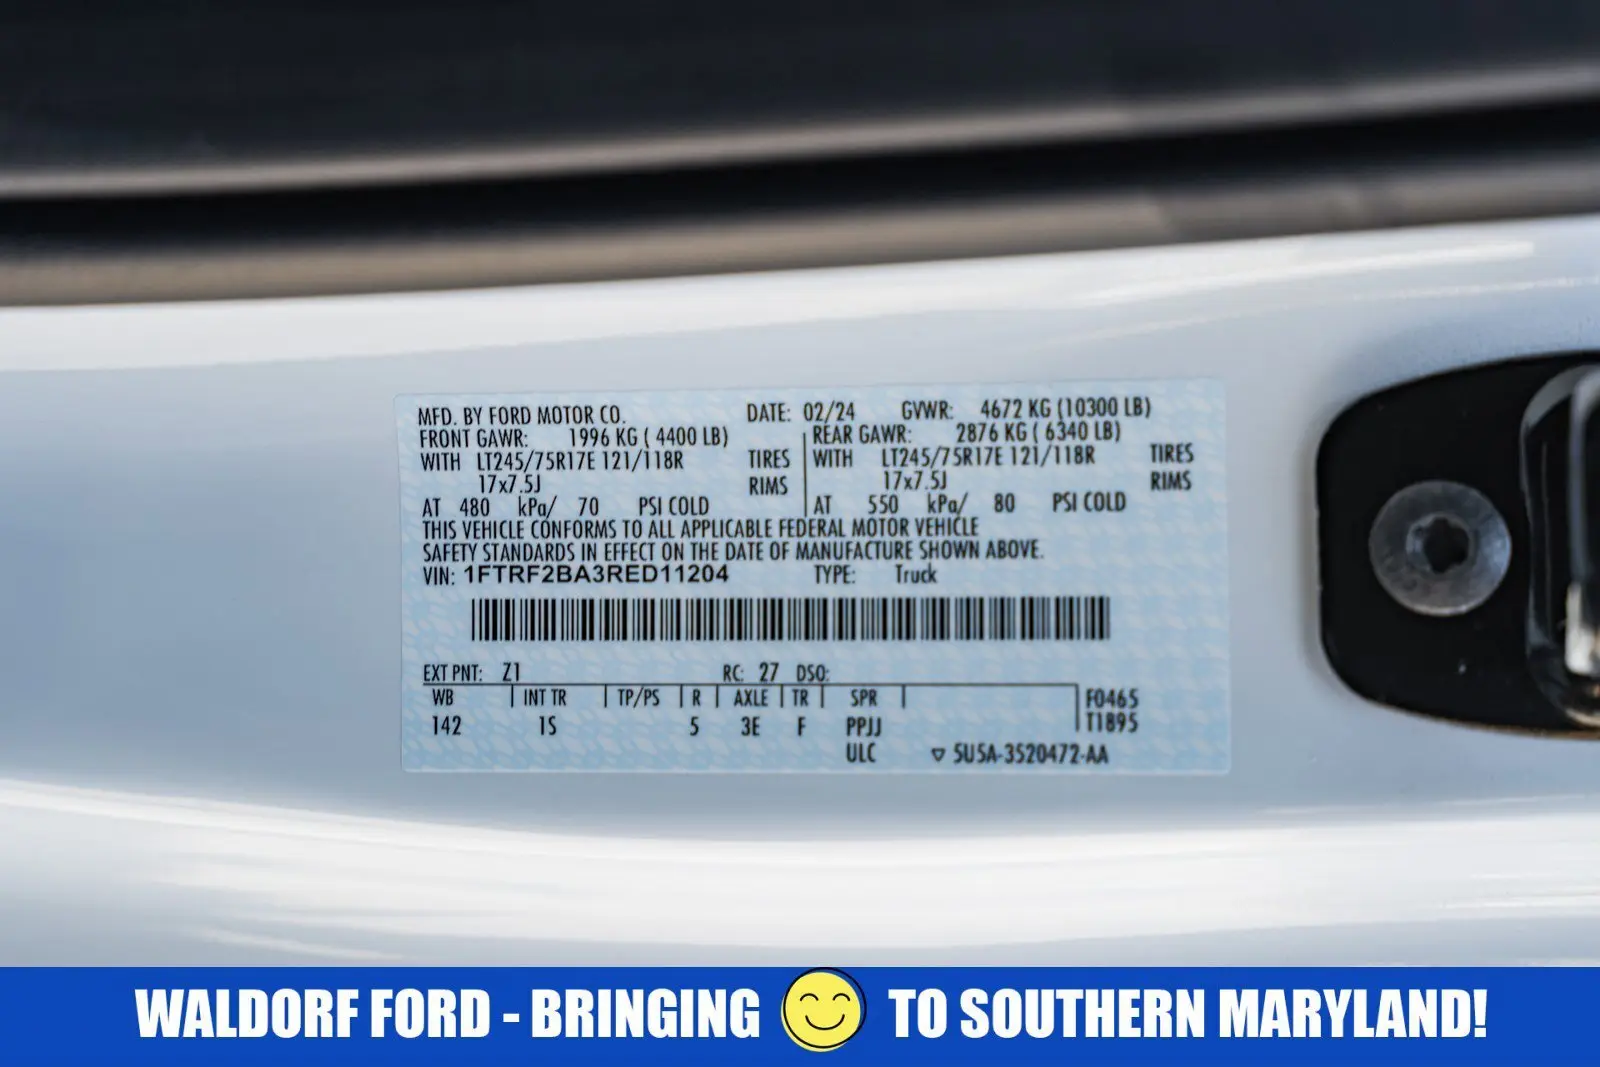 MFD. BY FORD MOTOR CO. DATE: 02/24 GVWR: 4672 KG (10300 LB)
FRONT GAWR: 1996 KG ( 4400 LB) REAR GAWR: 2876 KG ( 6340 LB)
WITH LT245/75R17E 121/118R TIRES WITH LT245/75R17E 121/118R TIRES
17x7.5J RIMS 17x7.5J RIMS
AT 480 kPa/ 70 PSI COLD AT 550 kPa/ 80 PSI COLD
THIS VEHICLE CONFORMS TO ALL APPLICABLE FEDERAL MOTOR VEHICLE
SAFETY STANDARDS IN EFFECT ON THE DATE OF MANUFACTURE SHOWN ABOVE.
VIN: 1FTRF2BA3RED11204 TYPE: Truck
EXT PNT: Z1 RC: 27 DSO:
WB INT TR TP/PS R AXLE TR SPR F0465
142 1S 5 3E F PPJJ T1895
ULC ▽ 5U5A-3520472-AA
WALDORF FORD - BRINGING TO SOUTHERN MARYLAND!